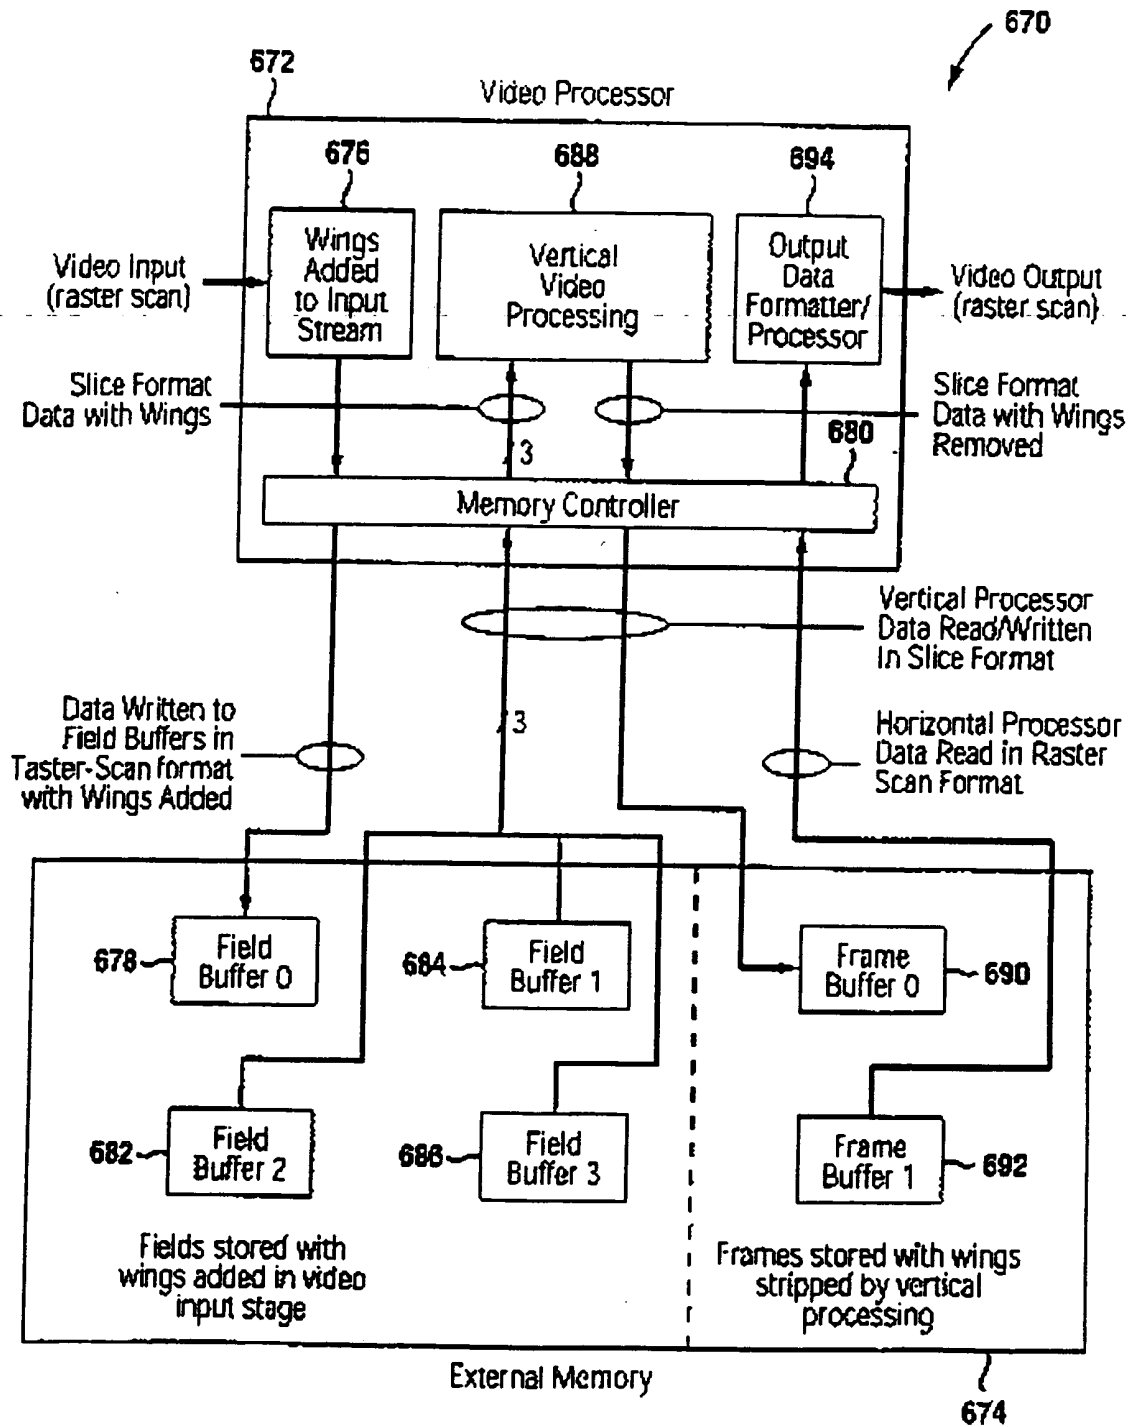 670
672
Video Processor
676
688
694
Wings
Added
to Input
Stream
Vertical
Video
Processing
Output
Data
Formatter/
Processor
Video Input
(raster scan)
Video Output
(raster scan)
Slice Format
Data with Wings
3
Slice Format
Data with Wings
Removed
680
Memory Controller
Vertical Processor
Data Read/Written
In Slice Format
Data Written to
Field Buffers in
Taster-Scan format
with Wings Added
3
Horizontal Processor
Data Read in Raster
Scan Format
678
Field
Buffer 0
684
Field
Buffer 1
Frame
Buffer 0
690
682
Field
Buffer 2
686
Field
Buffer 3
Frame
Buffer 1
692
Fields stored with
wings added in video
input stage
Frames stored with wings
stripped by vertical
processing
External Memory
674